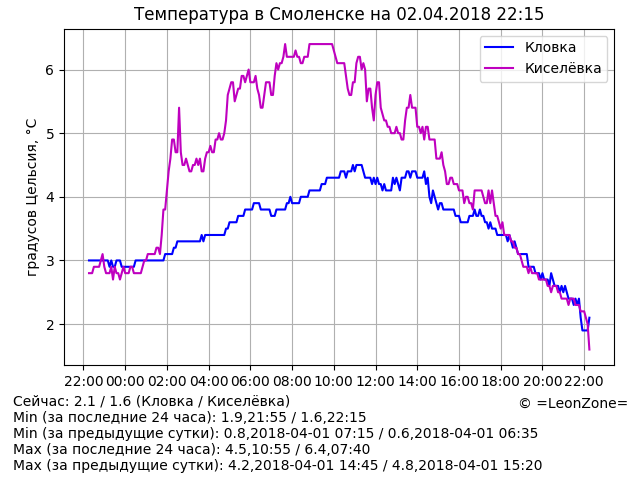 Температура в Смоленске на 02.04.2018 22:15
Кловка
Киселёвка
градусов Цельсия, °C
6
5
4
3
2
22:00 00:00 02:00 04:00 06:00 08:00 10:00 12:00 14:00 16:00 18:00 20:00 22:00
Сейчас: 2.1 / 1.6 (Кловка / Киселёвка)
© =LeonZone=
Min (за последние 24 часа): 1.9,21:55 / 1.6,22:15
Min (за предыдущие сутки): 0.8,2018-04-01 07:15 / 0.6,2018-04-01 06:35
Max (за последние 24 часа): 4.5,10:55 / 6.4,07:40
Max (за предыдущие сутки): 4.2,2018-04-01 14:45 / 4.8,2018-04-01 15:20